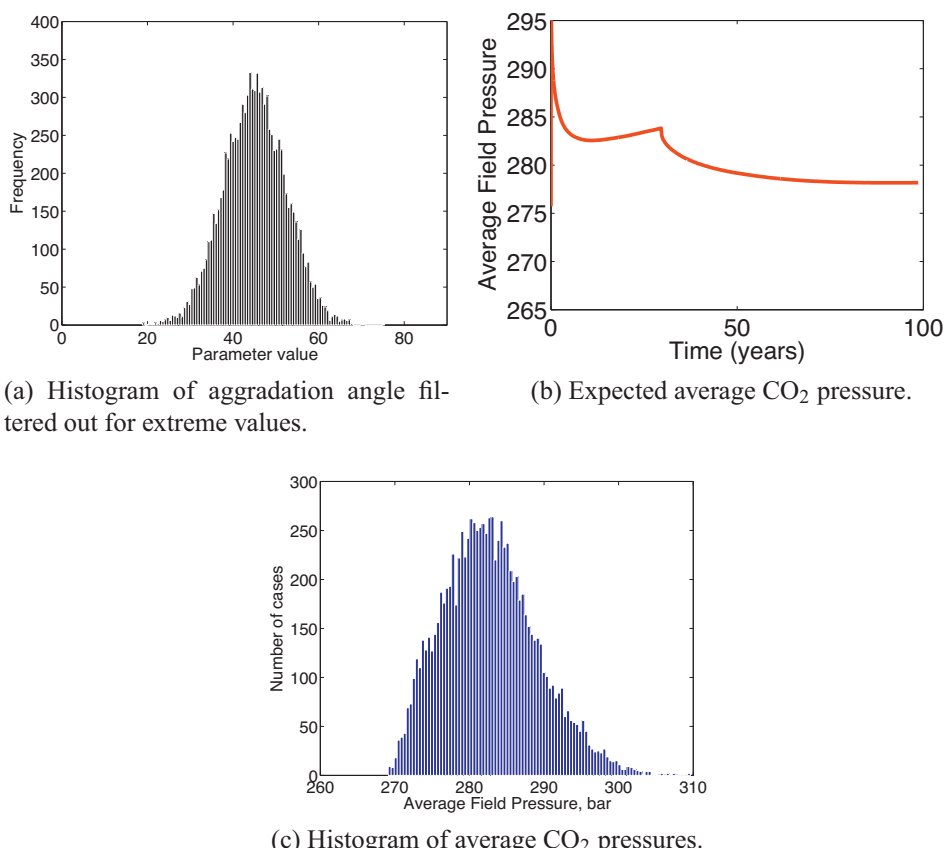 400
350
300
250
200
150
100
50
0
Frequency
0 20 40 60 80
Parameter value
(a) Histogram of aggradation angle fil-
tered out for extreme values.
295
290
285
280
275
270
265
Average Field Pressure
0 50 100
Time (years)
(b) Expected average CO₂ pressure.
300
250
200
150
100
50
0
Number of cases
260 270 280 290 300 310
Average Field Pressure, bar
(c) Histogram of average CO₂ pressures.